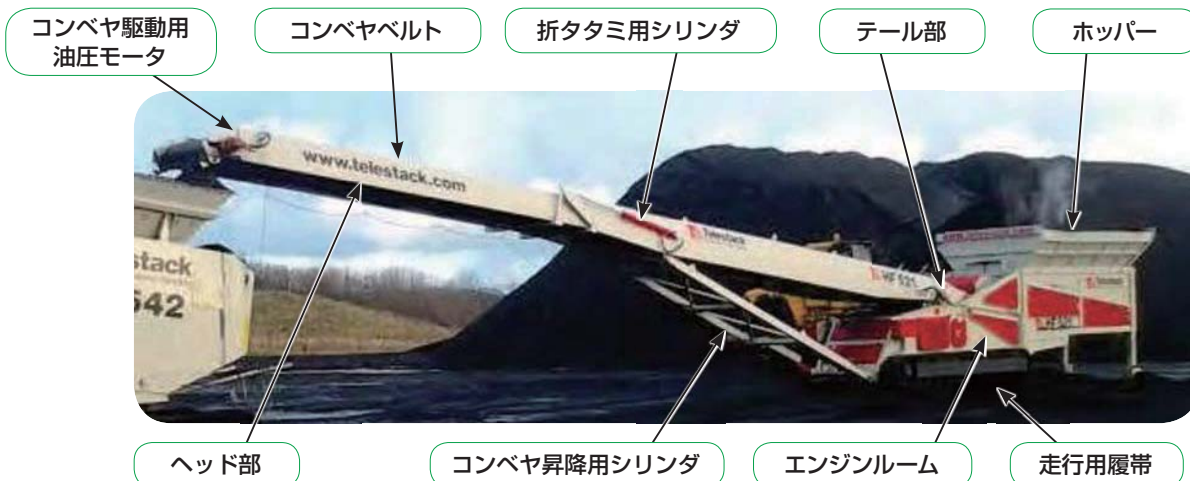 コンベヤ駆動用
油圧モータ
コンベヤベルト
折タタミ用シリンダ
テール部
ホッパー
www.telestack.com
Telestack
HF521
stack
542
ヘッド部
コンベヤ昇降用シリンダ
エンジンルーム
走行用履帯